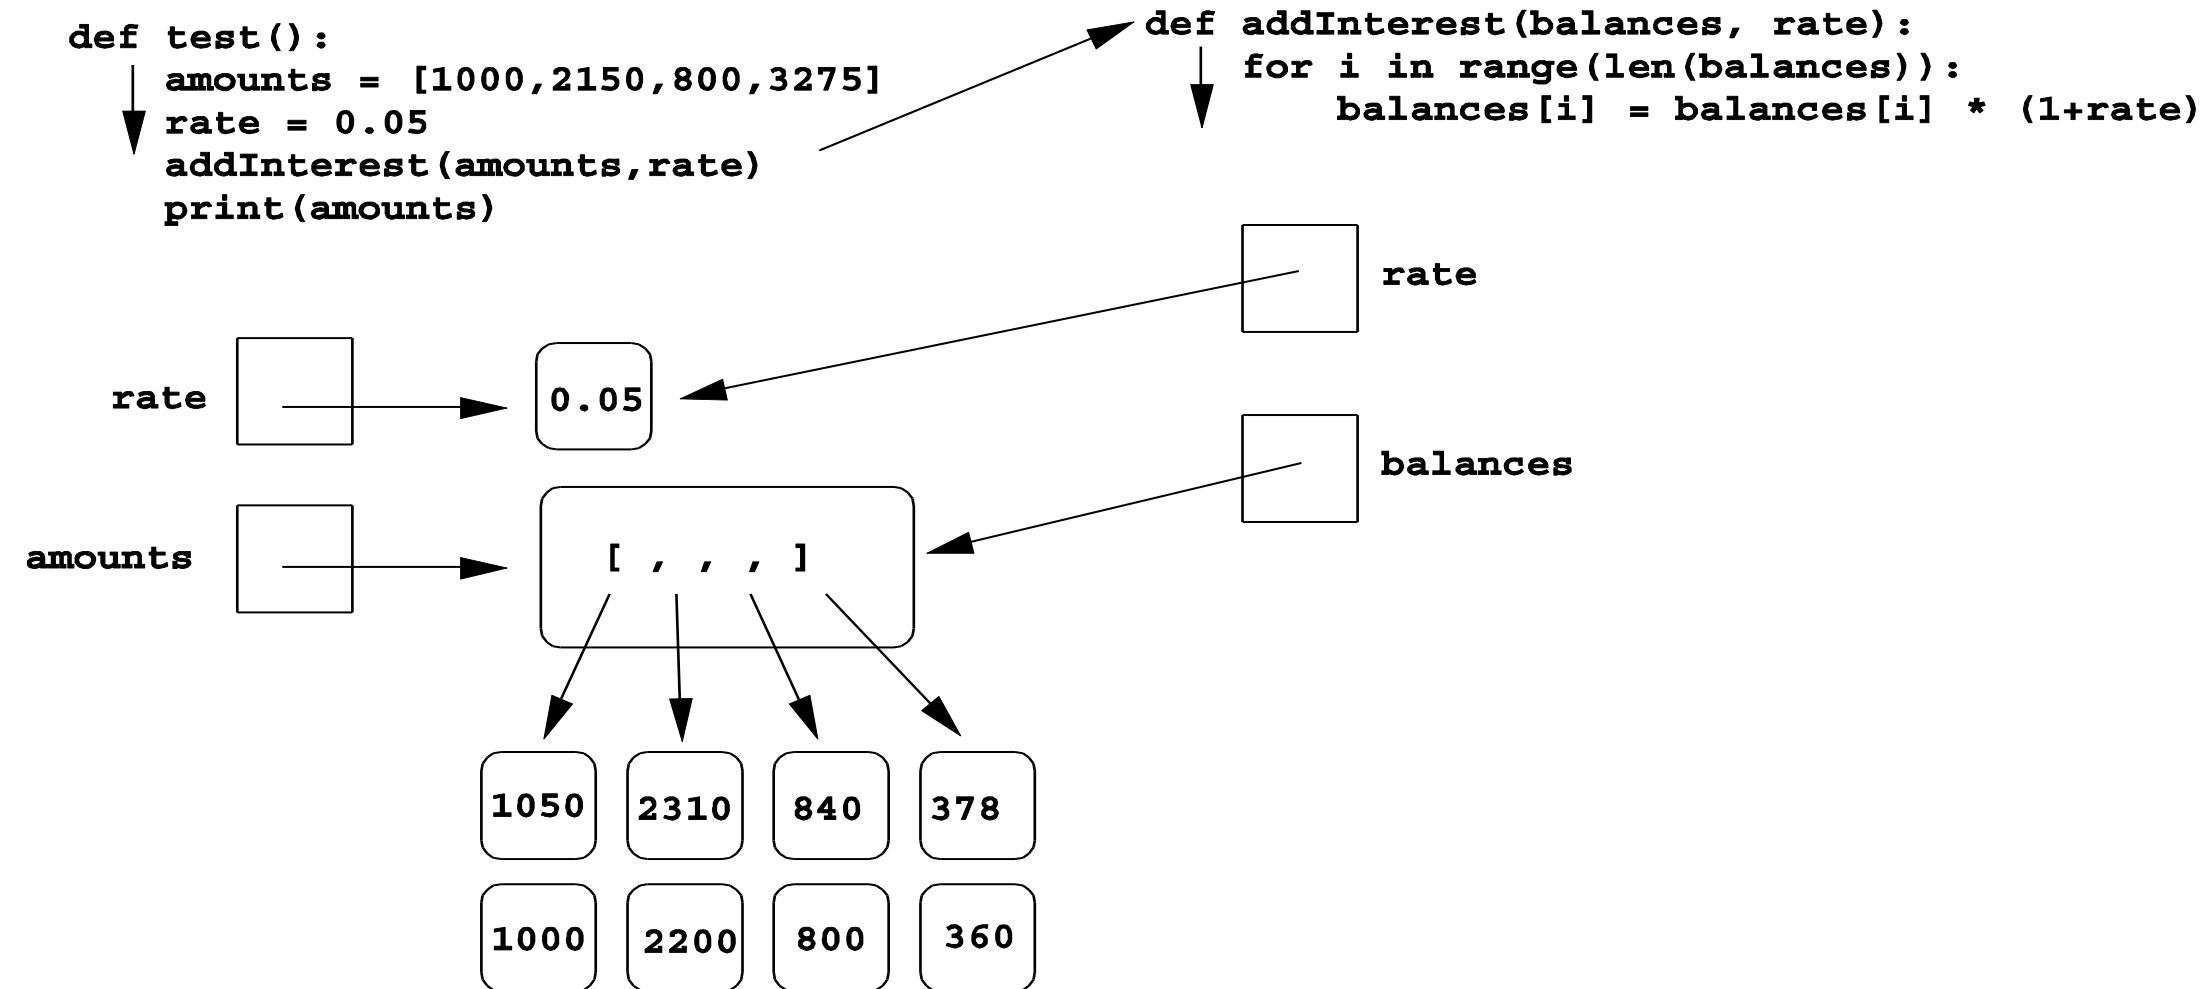 def test():
    amounts = [1000,2150,800,3275]
    rate = 0.05
    addInterest(amounts,rate)
    print(amounts)
def addInterest(balances, rate):
    for i in range(len(balances)):
        balances[i] = balances[i] * (1+rate)
rate
rate
0.05
balances
amounts
[ , , , ]
1050 2310 840 378
1000 2200 800 360